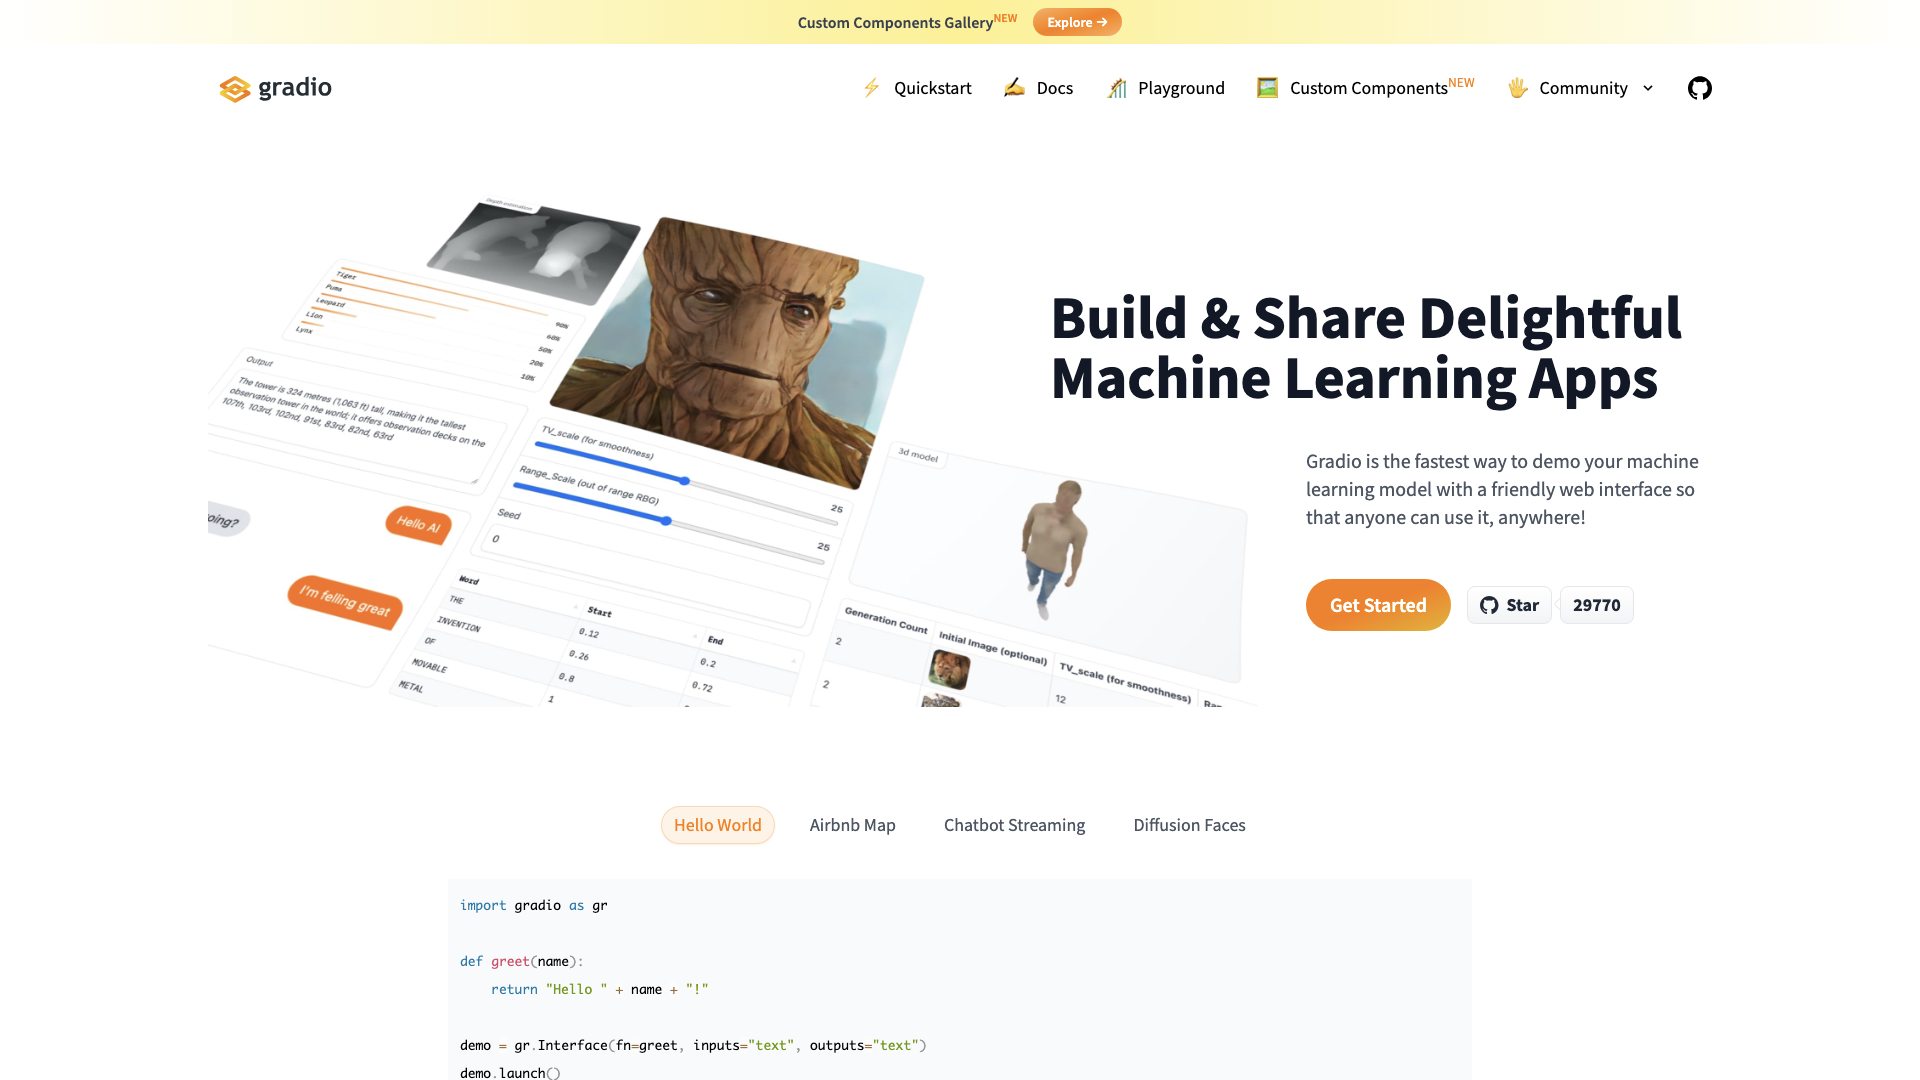 Custom Components Gallery NEW Explore →
gradio
Quickstart
Docs
Playground
Custom Components NEW
Community
Tiger
Puma
Leopard
Lion
Lynx
90%
60%
50%
20%
10%
Output
The tower is 324 metres (1,063 ft) tall, making it the tallest
observation tower in the world; it offers observation decks on the
107th, 103rd, 102nd, 91st, 83rd, 82nd, 63rd
oing?
Hello AI
I'm felling great
TV_scale (for smoothness)
25
Range_Scale (out of range RBG)
25
Seed
0
Word Start End
THE 0.12 0.2
INVENTION 0.26 0.72
OF 0.8
MOVABLE 1
METAL
3d model
Generation Count Initial Image (optional) TV_scale (for smoothness) Ran
2 12
2
Build & Share Delightful
Machine Learning Apps
Gradio is the fastest way to demo your machine
learning model with a friendly web interface so
that anyone can use it, anywhere!
Get Started
Star
29770
Hello World
Airbnb Map
Chatbot Streaming
Diffusion Faces
import gradio as gr
def greet(name):
    return "Hello " + name + "!"
demo = gr.Interface(fn=greet, inputs="text", outputs="text")
demo.launch()